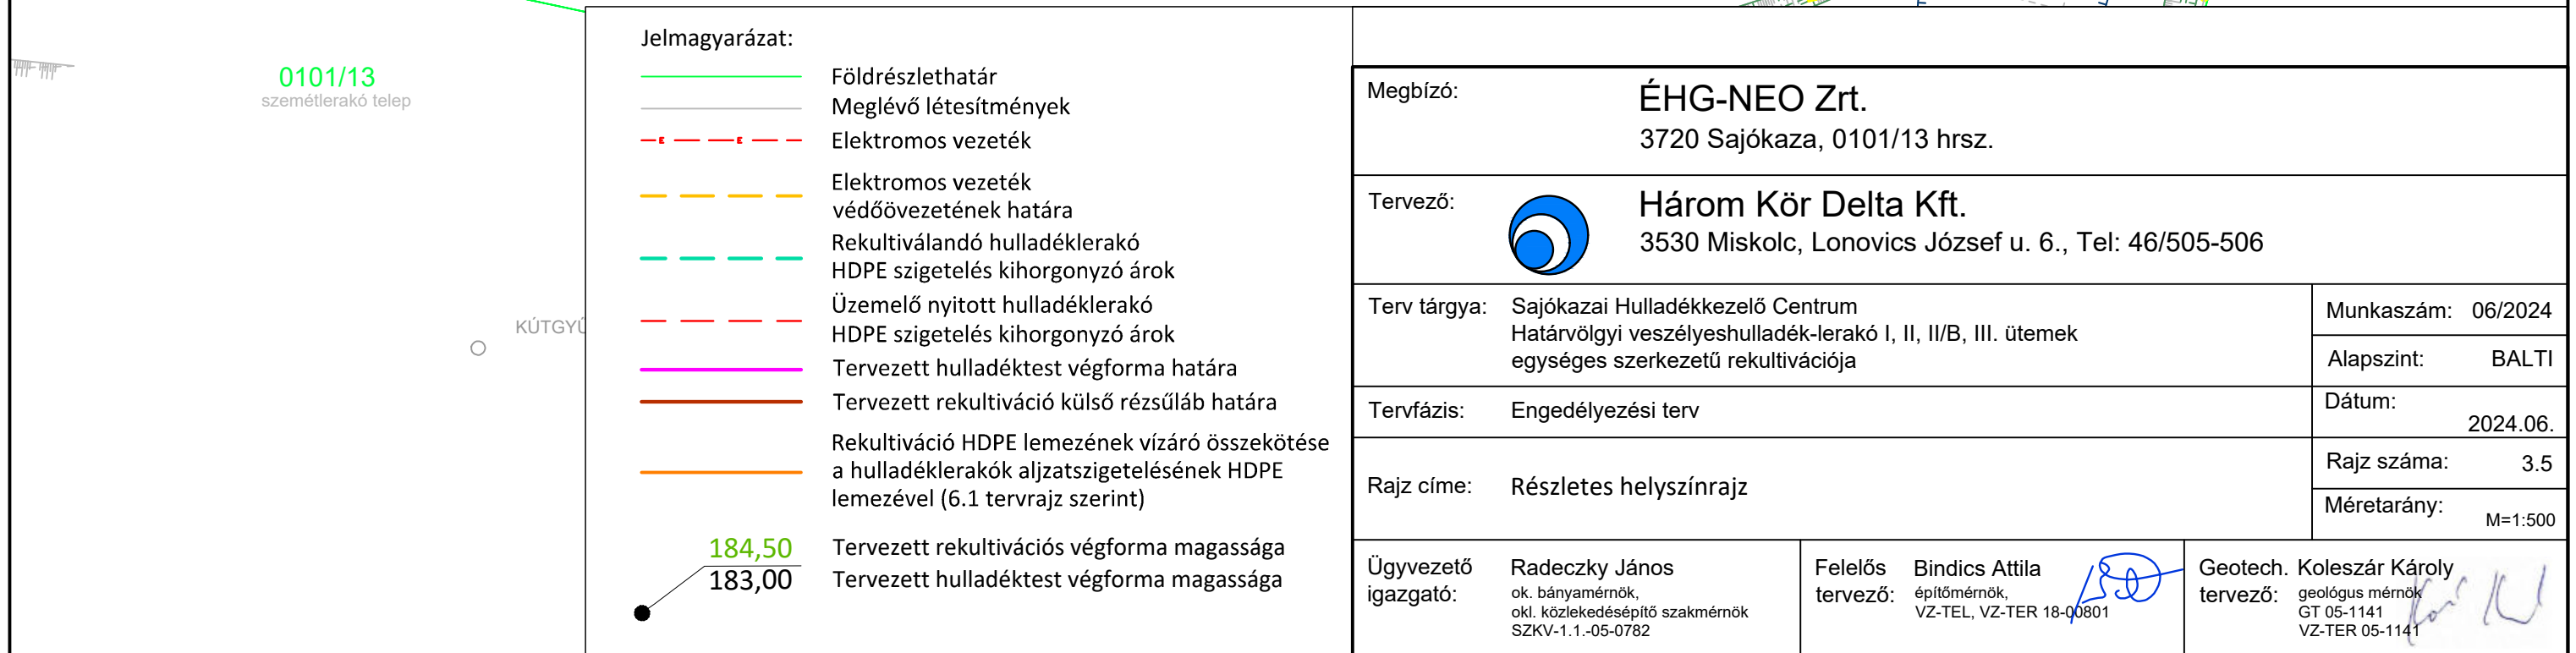 0101/13
szemétlerakó telep
Jelmagyarázat:
Földrészlethatár
Meglévő létesítmények
E E
Elektromos vezeték
Elektromos vezeték
védőövezetének határa
Rekultiválandó hulladéklerakó
HDPE szigetelés kihorgonyzó árok
Üzemelő nyitott hulladéklerakó
HDPE szigetelés kihorgonyzó árok
Tervezett hulladéktest végforma határa
Tervezett rekultiváció külső rézsűláb határa
Rekultiváció HDPE lemezének vízáró összekötése
a hulladéklerakók aljzatszigetelésének HDPE
lemezével (6.1 tervrajz szerint)
184,50 Tervezett rekultivációs végforma magassága
183,00 Tervezett hulladéktest végforma magassága
Megbízó: ÉHG-NEO Zrt.
3720 Sajókaza, 0101/13 hrsz.
Tervező: Három Kör Delta Kft.
3530 Miskolc, Lonovics József u. 6., Tel: 46/505-506
Terv tárgya: Sajókazai Hulladékkezelő Centrum
Határvölgyi veszélyeshulladék-lerakó I, II, II/B, III. ütemek
egységes szerkezetű rekultivációja
Munkaszám: 06/2024
Alapszint: BALTI
Tervfázis: Engedélyezési terv
Dátum:
2024.06.
Rajz címe: Részletes helyszínrajz
Rajz száma: 3.5
Méretarány:
M=1:500
Ügyvezető
igazgató:
Radeczky János
ok. bányamérnök,
okl. közlekedésépítő szakmérnök
SZKV-1.1.-05-0782
Felelős
tervező:
Bindics Attila
építőmérnök,
VZ-TEL, VZ-TER 18-00801
Geotech.
tervező:
Koleszár Károly
geológus mérnök
GT 05-1141
VZ-TER 05-1141